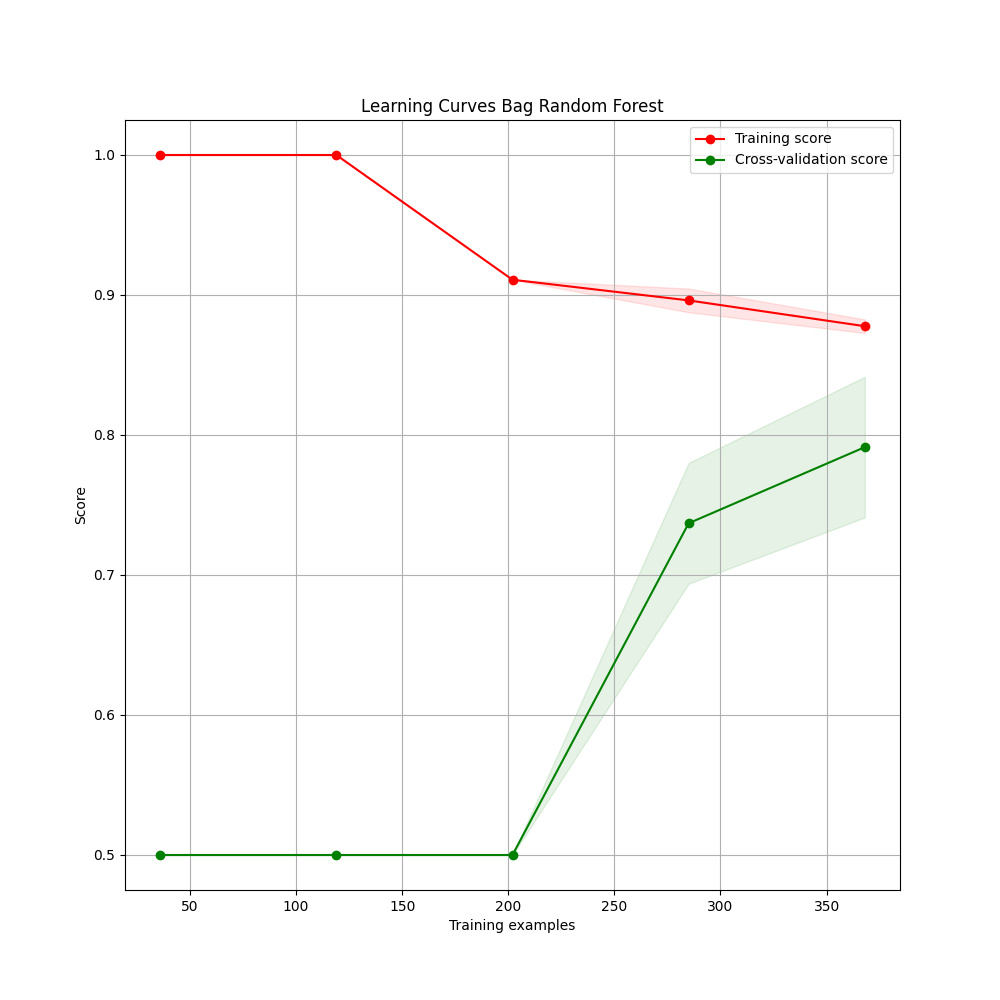 Learning Curves Bag Random Forest
Training score
Cross-validation score
1.0
0.9
0.8
0.7
0.6
0.5
Score
50 100 150 200 250 300 350
Training examples